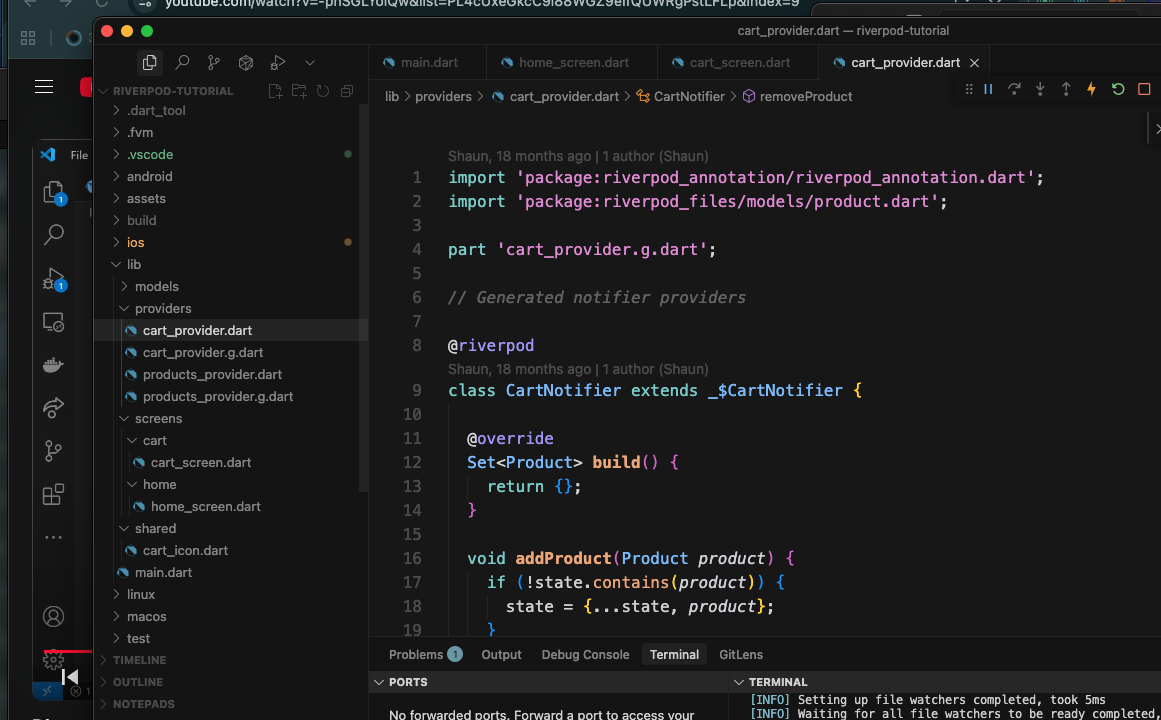 youtube.com/watch?v=-phSGLYoiQw&list=PL4cUxeGkcC9i88WGZ9eIfQUWRgPstLFLp&index=9
cart_provider.dart — riverpod-tutorial
main.dart
home_screen.dart
cart_screen.dart
cart_provider.dart
lib > providers > cart_provider.dart > CartNotifier > removeProduct
File
1
1
RIVERPOD-TUTORIAL
.dart_tool
.fvm
.vscode
android
assets
build
ios
lib
models
providers
cart_provider.dart
cart_provider.g.dart
products_provider.dart
products_provider.g.dart
screens
cart
cart_screen.dart
home
home_screen.dart
shared
cart_icon.dart
main.dart
linux
macos
test
TIMELINE
OUTLINE
NOTEPADS
Shaun, 18 months ago | 1 author (Shaun)
1 import 'package:riverpod_annotation/riverpod_annotation.dart';
2 import 'package:riverpod_files/models/product.dart';
3
4 part 'cart_provider.g.dart';
5
6 // Generated notifier providers
7
8 @riverpod
Shaun, 18 months ago | 1 author (Shaun)
9 class CartNotifier extends _$CartNotifier {
10
11 @override
12 Set<Product> build() {
13 return {};
14 }
15
16 void addProduct(Product product) {
17 if (!state.contains(product)) {
18 state = {...state, product};
19 }
Problems 1
Output
Debug Console
Terminal
GitLens
PORTS
No forwarded ports. Forward a port to access your
TERMINAL
[INFO] Setting up file watchers completed, took 5ms
[INFO] Waiting for all file watchers to be ready completed,
1